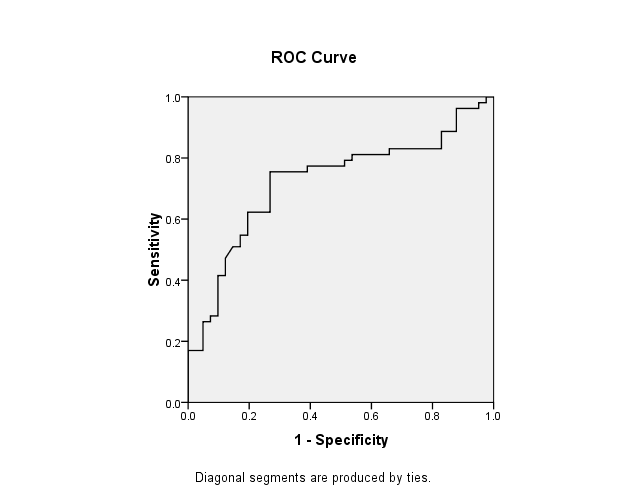 ROC Curve
1.0
0.8
0.6
0.4
0.2
0.0
Sensitivity
0.0 0.2 0.4 0.6 0.8 1.0
1 - Specificity
Diagonal segments are produced by ties.